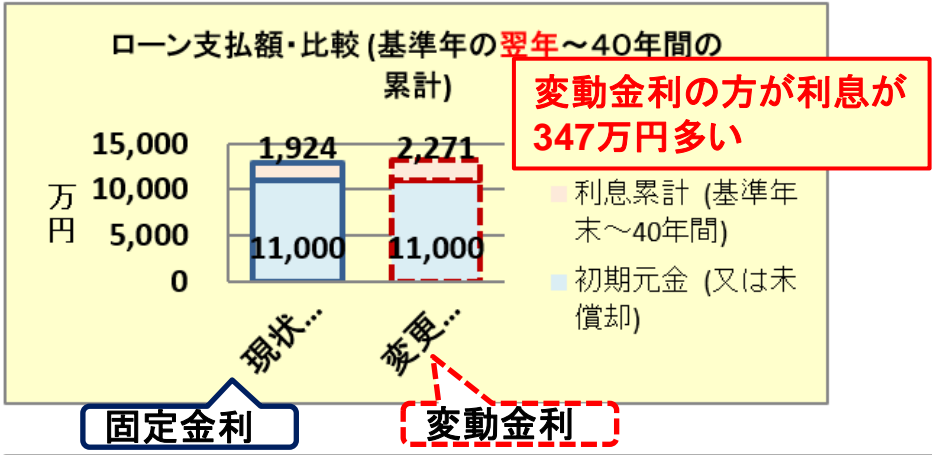 ローン支払額・比較 (基準年の翌年～４０年間の
累計)
変動金利の方が利息が
347万円多い
15,000
10,000
5,000
0
万円
1,924
2,271
11,000
11,000
利息累計 (基準年
末～40年間)
初期元金 (又は未
償却)
現状...
変更...
固定金利
変動金利